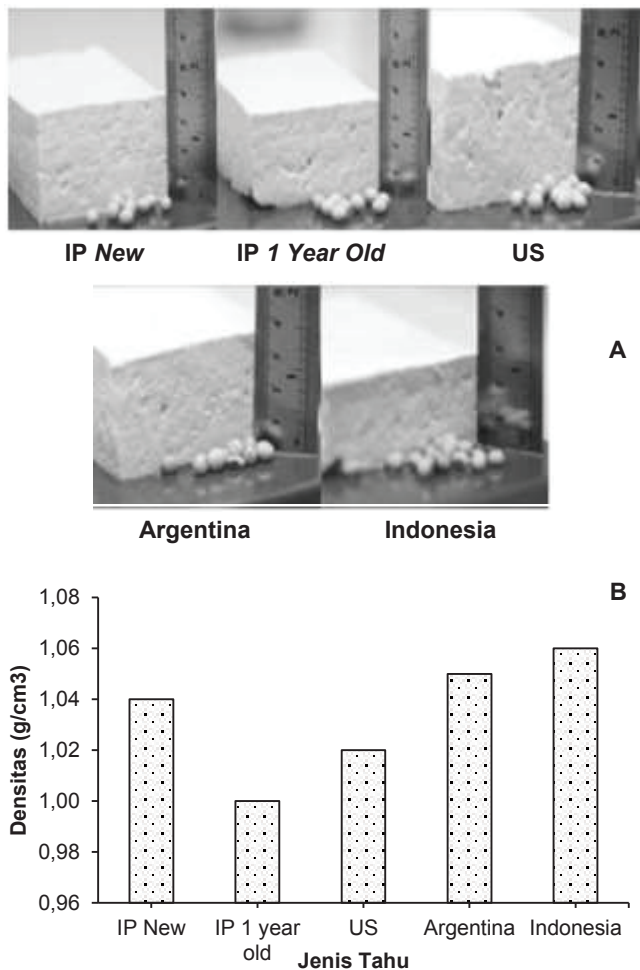 IP New IP 1 Year Old US
A
Argentina Indonesia
B
1,08
1,06
1,04
1,02
1,00
0,98
0,96
Densitas (g/cm3)
IP New IP 1 year old US Argentina Indonesia
Jenis Tahu